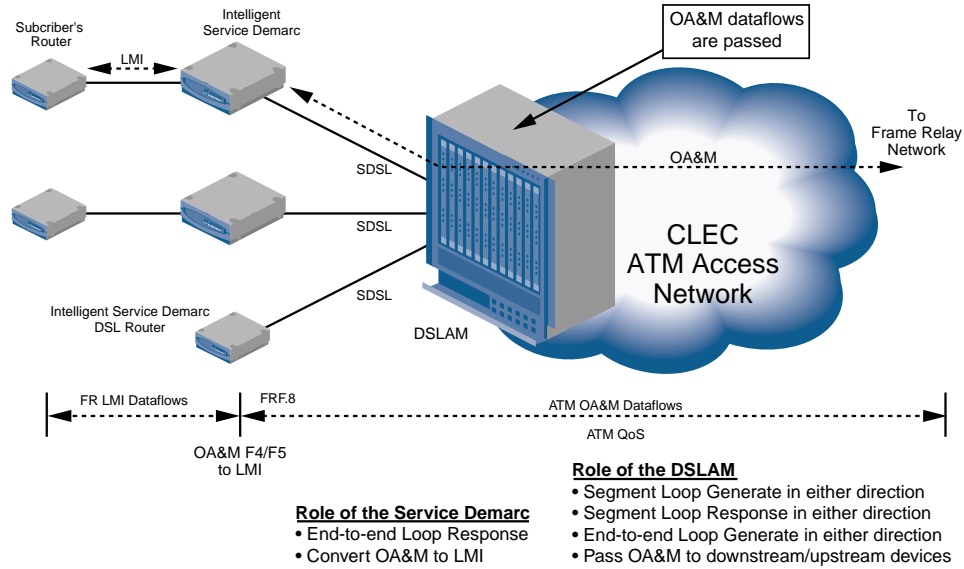 Subcriber's
Router
Intelligent
Service Demarc
OA&M dataflows
are passed
LMI
To
Frame Relay
Network
OA&M
SDSL
SDSL
CLEC
ATM Access
Network
SDSL
Intelligent Service Demarc
DSL Router
DSLAM
FR LMI Dataflows
FRF.8
ATM OA&M Dataflows
ATM QoS
OA&M F4/F5
to LMI
Role of the Service Demarc
• End-to-end Loop Response
• Convert OA&M to LMI
Role of the DSLAM
• Segment Loop Generate in either direction
• Segment Loop Response in either direction
• End-to-end Loop Generate in either direction
• Pass OA&M to downstream/upstream devices